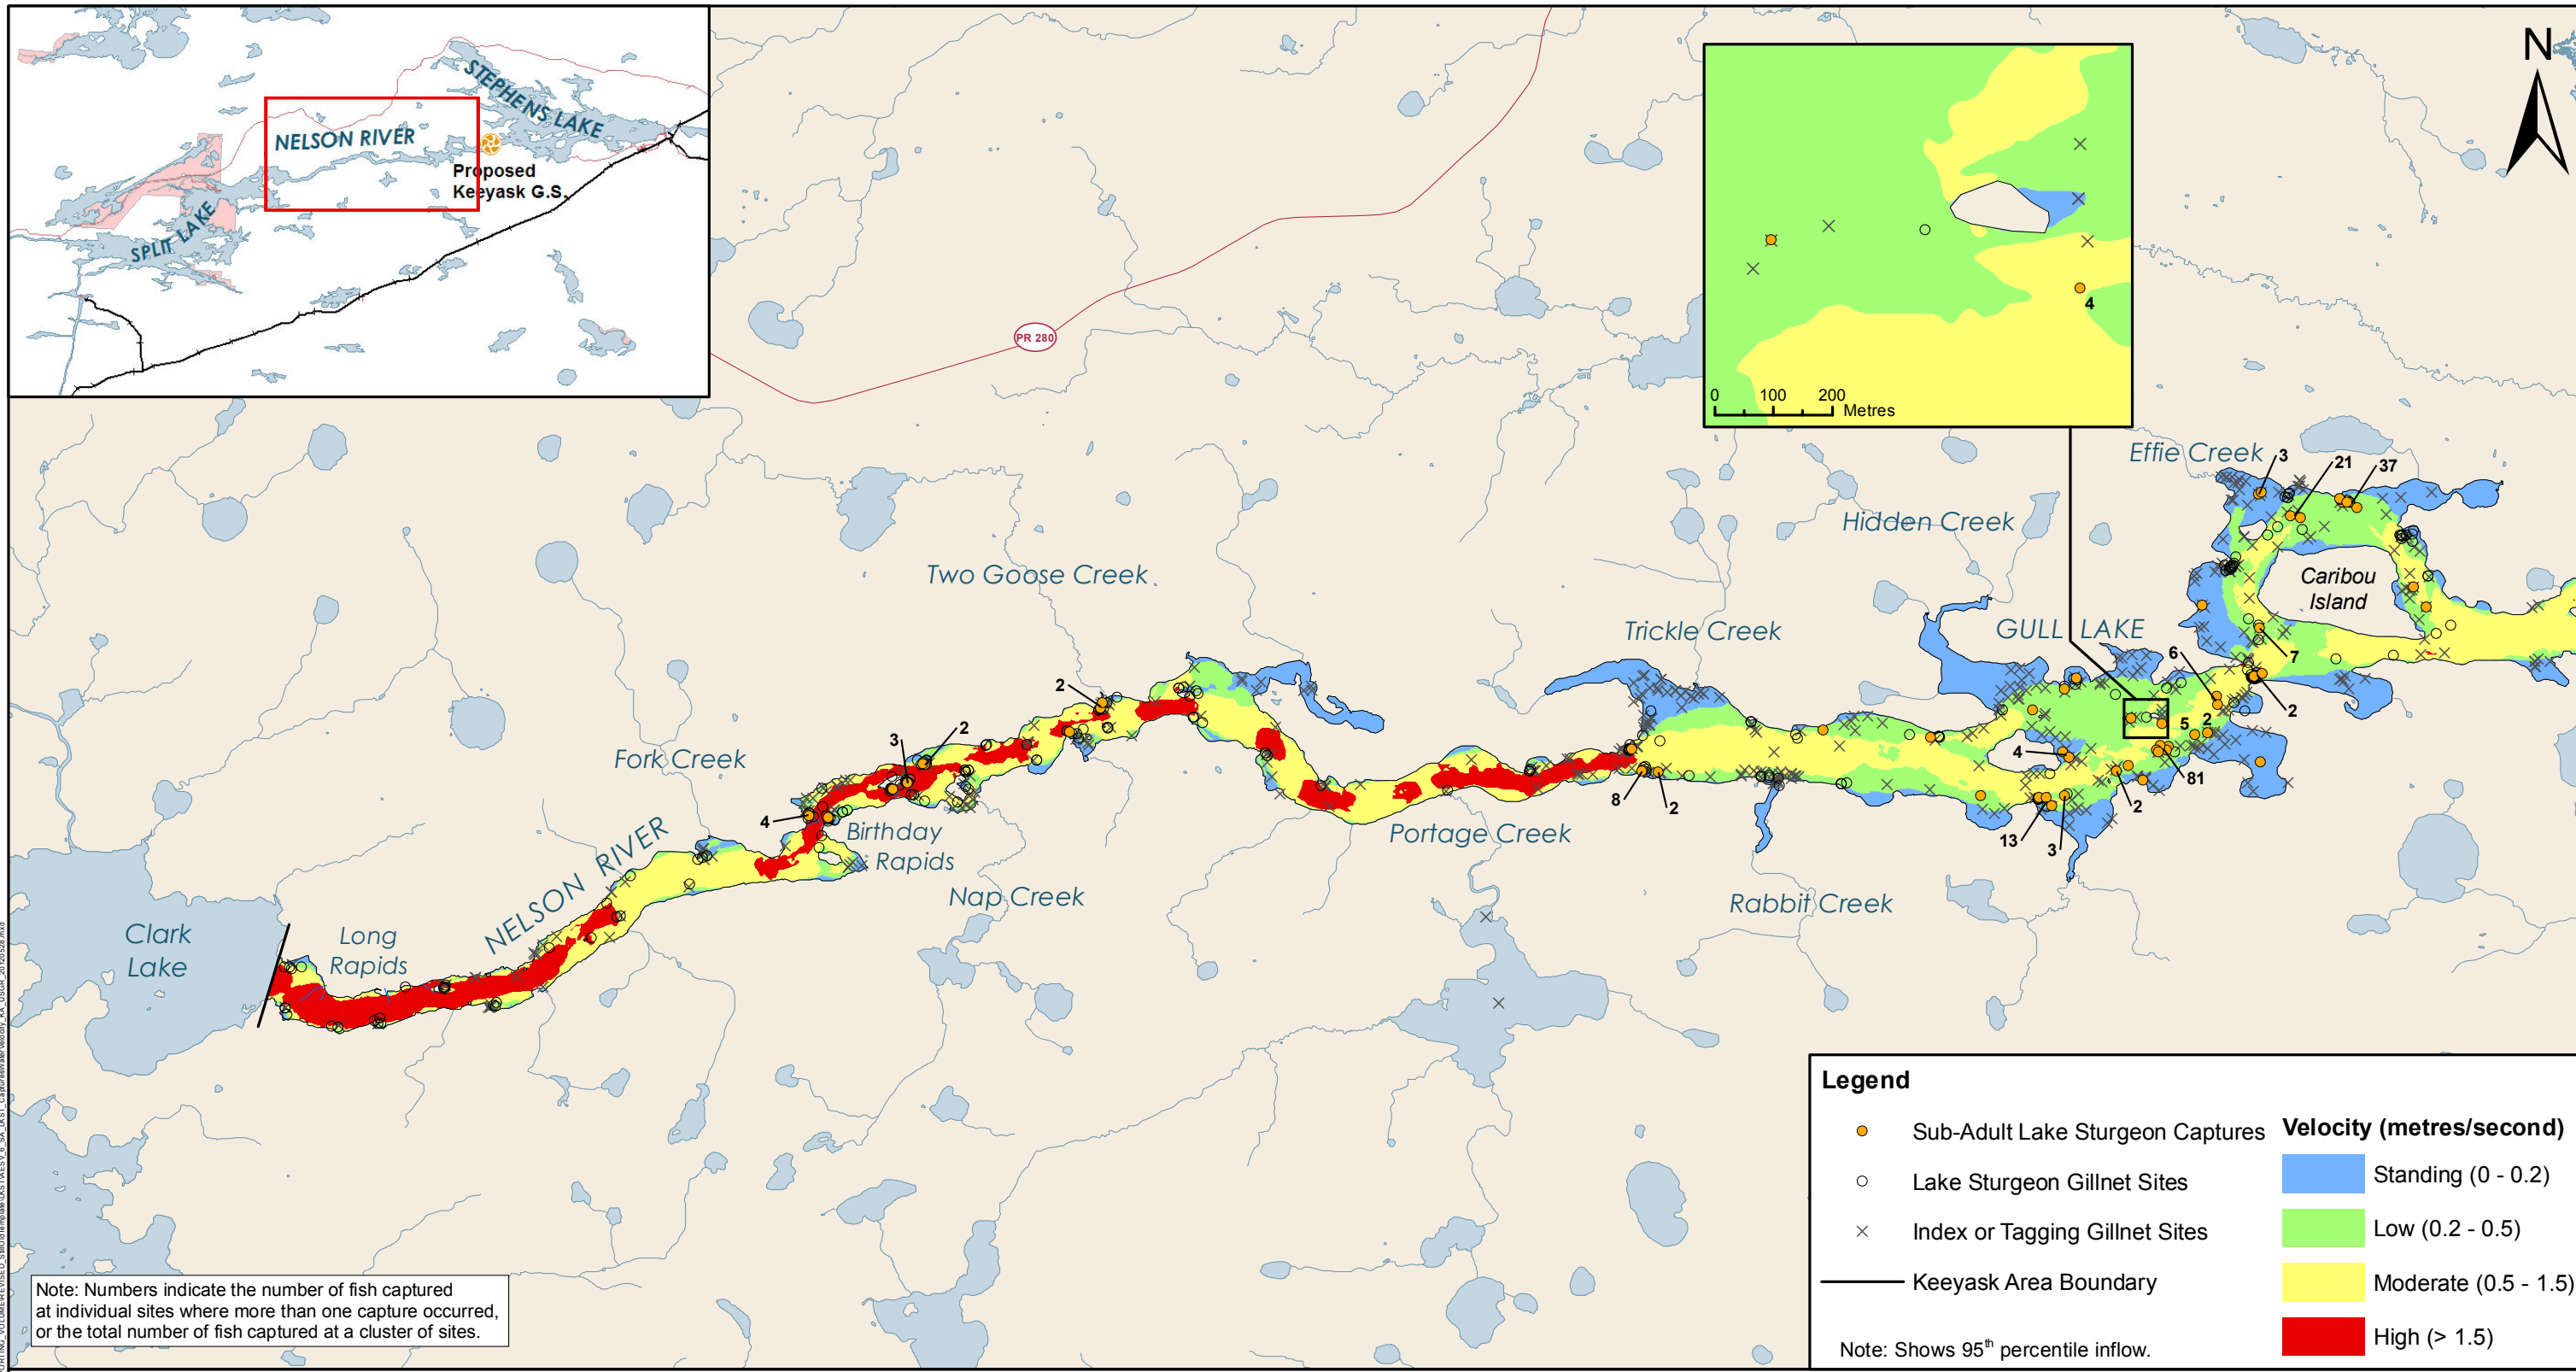 STEPHENS LAKE
NELSON RIVER
Proposed
Keeyask G.S.
SPLIT LAKE
PR 280
0 100 200
Metres
4
N
Effie Creek
3
21
37
Hidden Creek
Caribou
Island
Two Goose Creek
Trickle Creek
GULL LAKE
6
7
2
2
5
2
3
2
4
81
Fork Creek
8
2
2
4
Birthday
Rapids
Portage Creek
13
3
NELSON RIVER
Nap Creek
Rabbit Creek
Clark
Lake
Long
Rapids
Legend
Sub-Adult Lake Sturgeon Captures
Lake Sturgeon Gillnet Sites
Index or Tagging Gillnet Sites
Keeyask Area Boundary
Note: Shows 95th percentile inflow.
Velocity (metres/second)
Standing (0 - 0.2)
Low (0.2 - 0.5)
Moderate (0.5 - 1.5)
High (> 1.5)
Note: Numbers indicate the number of fish captured
at individual sites where more than one capture occurred,
or the total number of fish captured at a cluster of sites.